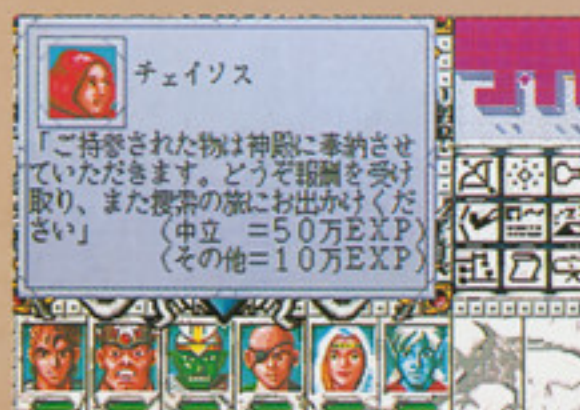 チェイソス
「ご持参された物は神殿に奉納させ
ていただきます。どうぞ報酬を受け
取り、また捜索の旅にお出かけくだ
さい」 (中立 =50万EXP)
(その他=10万EXP)